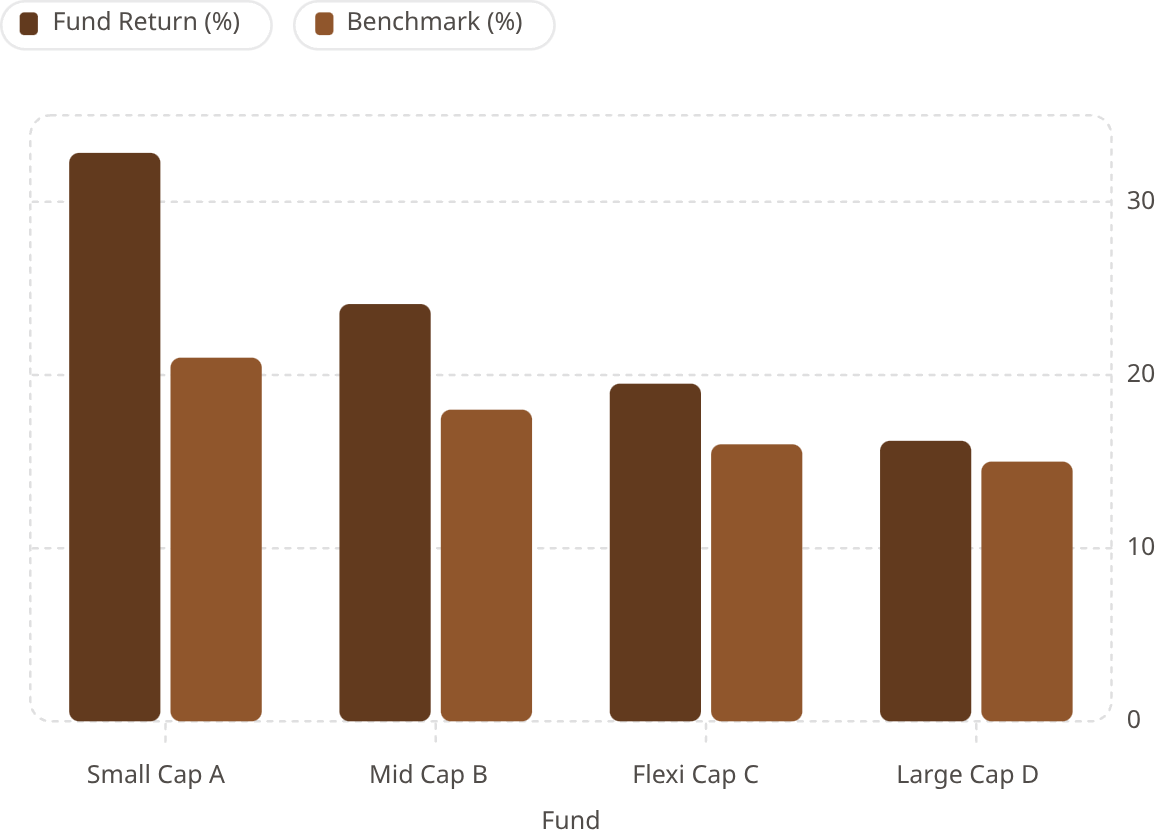 Fund Return (%) Benchmark (%)
30
20
10
0
Small Cap A Mid Cap B Flexi Cap C Large Cap D
Fund